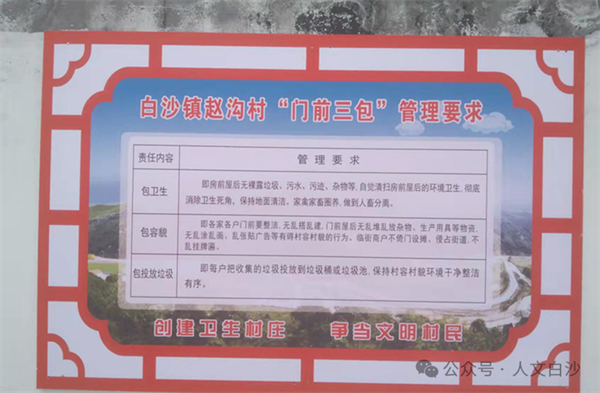 白沙镇赵沟村“门前三包”管理要求
责任内容 管理要求
包卫生 即房前屋后无裸露垃圾、污水、污迹、杂物等,自觉清扫房前屋后的环境卫生,彻底
消除卫生死角,保持地面清洁。家禽家畜圈养,做到人畜分离。
包容貌 即各家各户门前要整洁,无乱搭乱建,门前屋后无乱堆乱放杂物、生产用具等物资,
无乱涂乱画、乱张贴广告等有碍村容村貌的行为。临街商户不倚门设摊、侵占街道,不
乱挂牌匾。
包投放垃圾 即每户把收集的垃圾投放到垃圾桶或垃圾池,保持村容村貌环境干净整洁
有序。
创建卫生村庄 争当文明村民
公众号·人文白沙